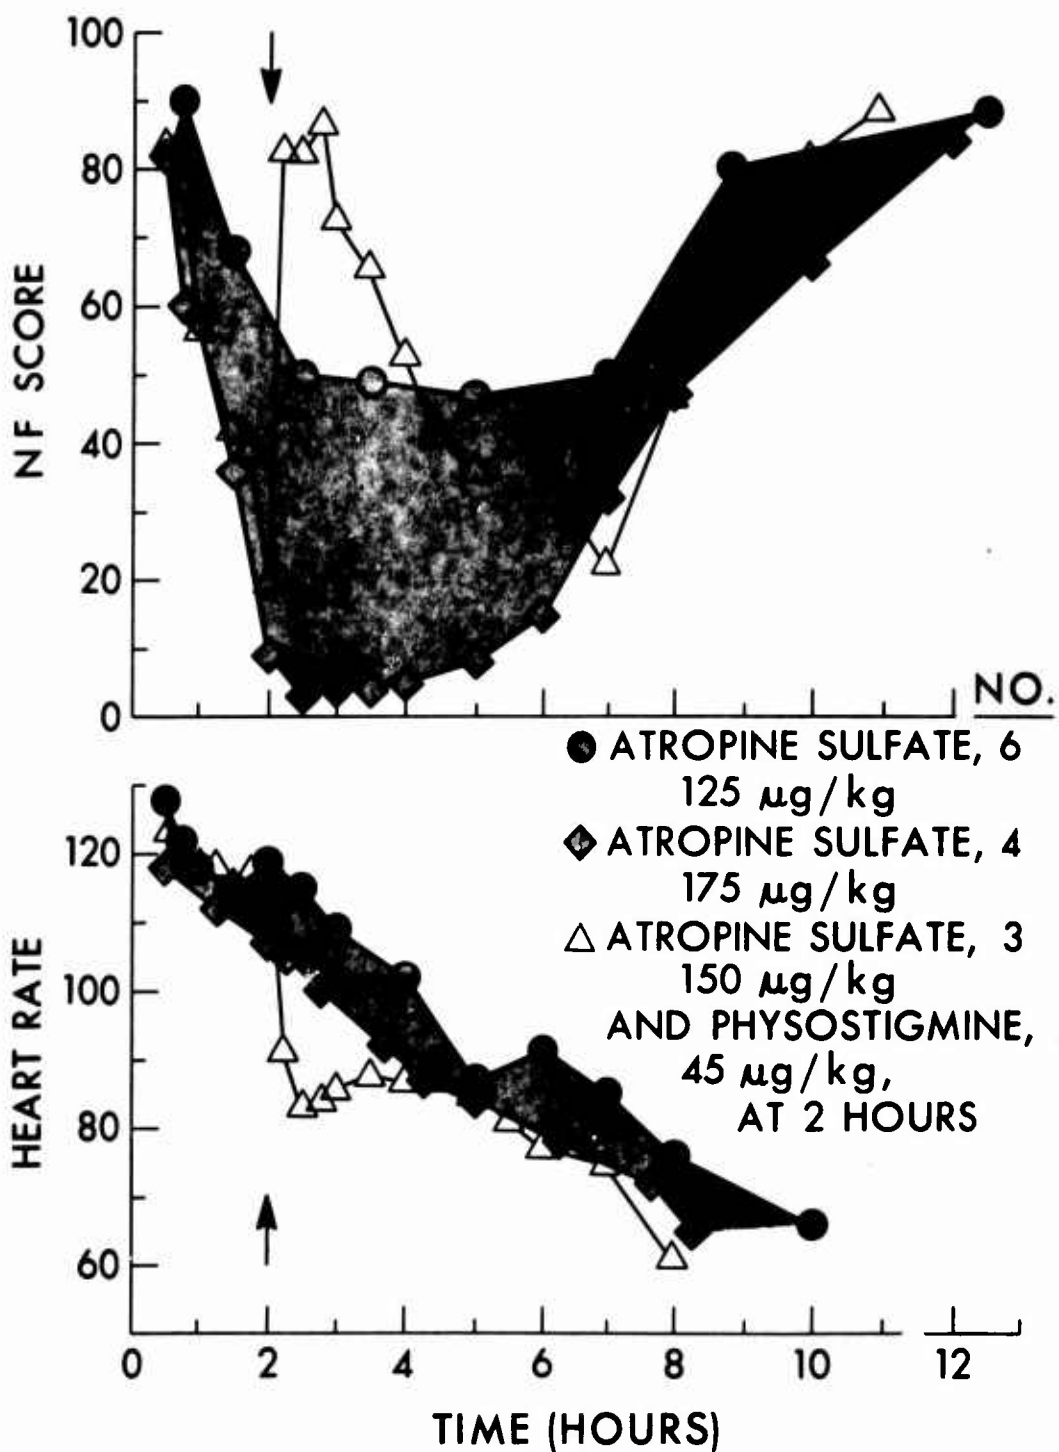 100
80
60
40
20
0
NF SCORE
NO.
● ATROPINE SULFATE, 6
125 µg/kg
◆ ATROPINE SULFATE, 4
175 µg/kg
△ ATROPINE SULFATE, 3
150 µg/kg
AND PHYSOSTIGMINE,
45 µg/kg,
AT 2 HOURS
120
100
80
60
HEART RATE
0 2 4 6 8 10 12
TIME (HOURS)